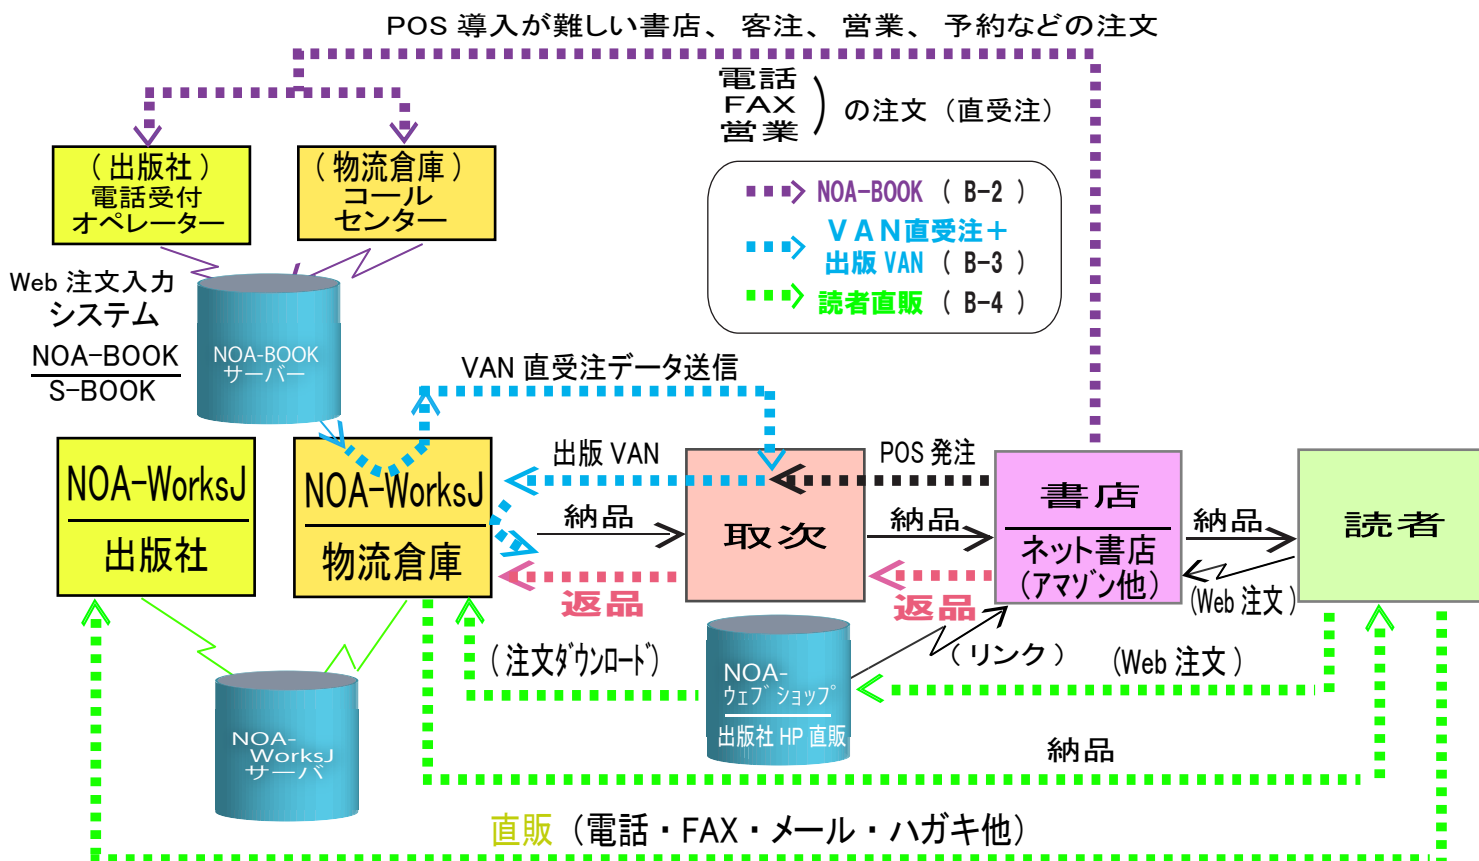 POS 導入が難しい書店、 客注、 営業、 予約などの注文
電話
FAX
営業
) の注文 （直受注）
（ 出版社 ）
電話受付
オペレーター
（ 物流倉庫 ）
コール
センター
NOA-BOOK （ B-2 ）
ＶＡＮ直受注＋
出版 VAN （ B-3 ）
読者直販 （ B-4 ）
Web 注文入力
システム
NOA-BOOK
S-BOOK
NOA-BOOK
サーバー
VAN 直受注データ送信
NOA-WorksJ
出版社
NOA-WorksJ
物流倉庫
出版 VAN
納品
返品
取次
POS 発注
納品
返品
書店
ネット書店
（アマゾン他）
納品
（Web 注文 ）
読者
（ 注文ダウンロード）
NOA-
ウェブショップ
出版社 HP 直販
（ リンク ）
（Web 注文 ）
NOA-
WorksJ
サーバ
納品
直販 （電話・FAX・メール・ハガキ他）